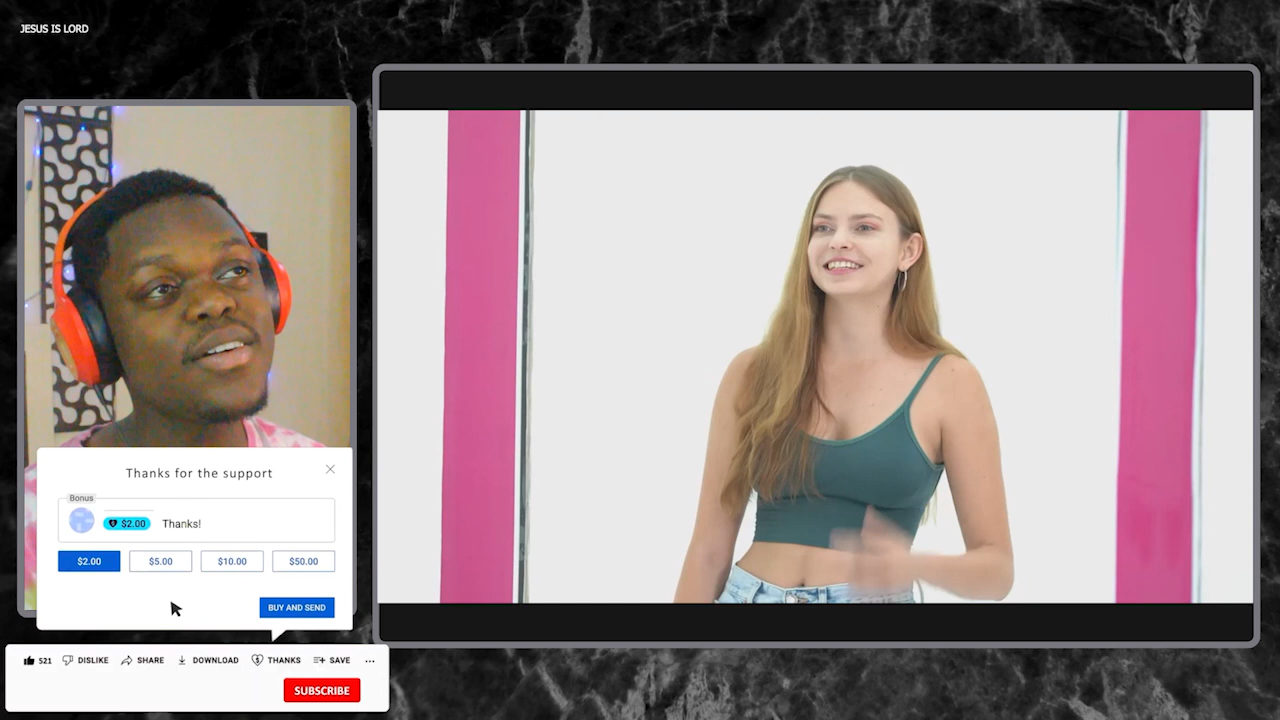 JESUS IS LORD
Thanks for the support
Bonus
$2.00 Thanks!
$2.00 $5.00 $10.00 $50.00
BUY AND SEND
521 DISLIKE SHARE DOWNLOAD THANKS SAVE ...
SUBSCRIBE